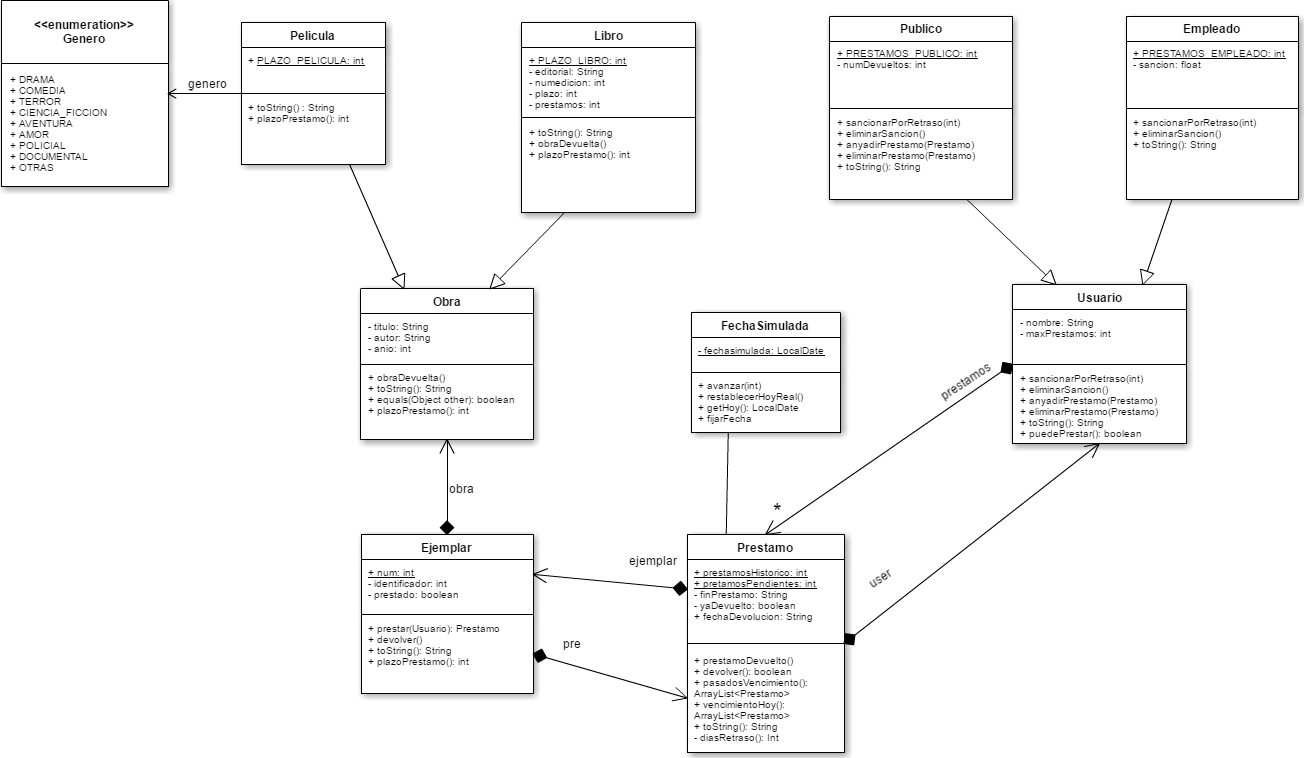 <<enumeration>>
Genero
+ DRAMA
+ COMEDIA
+ TERROR
+ CIENCIA_FICCION
+ AVENTURA
+ AMOR
+ POLICIAL
+ DOCUMENTAL
+ OTRAS
genero
Pelicula
+ PLAZO_PELICULA: int
+ toString() : String
+ plazoPrestamo(): int
Libro
+ PLAZO_LIBRO: int
- editorial: String
- numedicion: int
- plazo: int
- prestamos: int
+ toString(): String
+ obraDevuelta()
+ plazoPrestamo(): int
Publico
+ PRESTAMOS_PUBLICO: int
- numDevueltos: int
+ sancionarPorRetraso(int)
+ eliminarSancion()
+ anyadirPrestamo(Prestamo)
+ eliminarPrestamo(Prestamo)
+ toString(): String
Empleado
+ PRESTAMOS_EMPLEADO: int
- sancion: float
+ sancionarPorRetraso(int)
+ eliminarSancion()
+ toString(): String
Obra
- titulo: String
- autor: String
- anio: int
+ obraDevuelta()
+ toString(): String
+ equals(Object other): boolean
+ plazoPrestamo(): int
FechaSimulada
- fechasimulada: LocalDate
+ avanzar(int)
+ restablecerHoyReal()
+ getHoy(): LocalDate
+ fijarFecha
Usuario
- nombre: String
- maxPrestamos: int
+ sancionarPorRetraso(int)
+ eliminarSancion()
+ anyadirPrestamo(Prestamo)
+ eliminarPrestamo(Prestamo)
+ toString(): String
+ puedePrestar(): boolean
prestamos
*
obra
Ejemplar
+ num: int
- identificador: int
- prestado: boolean
+ prestar(Usuario): Prestamo
+ devolver()
+ toString(): String
+ plazoPrestamo(): int
ejemplar
pre
Prestamo
+ prestamosHistorico: int
+ pretamosPendientes: int
- finPrestamo: String
- yaDevuelto: boolean
+ fechaDevolucion: String
+ prestamoDevuelto()
+ devolver(): boolean
+ pasadosVencimiento():
ArrayList<Prestamo>
+ vencimientoHoy():
ArrayList<Prestamo>
+ toString(): String
- diasRetraso(): Int
user